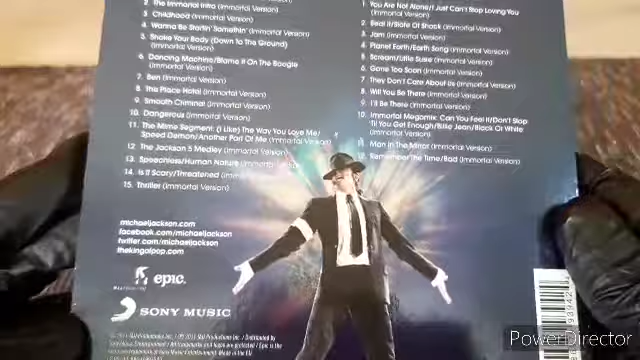 2. The Immortal Intro (Immortal Version)
3. Childhood (Immortal Version)
4. Wanna Be Startin' Somethin' (Immortal Version)
5. Shake Your Body (Down To The Ground)
(Immortal Version)
6. Dancing Machine/Blame It On The Boogie
(Immortal Version)
7. Ben (Immortal Version)
8. This Place Hotel (Immortal Version)
9. Smooth Criminal (Immortal Version)
10. Dangerous (Immortal Version)
11. The Mime Segment: (I Like) The Way You Love Me/
Speed Demon/Another Part Of Me (Immortal Version)
12. The Jackson 5 Medley (Immortal Version)
13. Speechless/Human Nature (Immortal Version)
14. Is It Scary/Threatened
15. Thriller (Immortal Version)
1. You Are Not Alone/I Just Can't Stop Loving You
(Immortal Version)
2. Beat It/State Of Shock (Immortal Version)
3. Jam (Immortal Version)
4. Planet Earth/Earth Song (Immortal Version)
5. Scream/Little Susie (Immortal Version)
6. Gone Too Soon (Immortal Version)
7. They Don't Care About Us (Immortal Version)
8. Will You Be There (Immortal Version)
9. I'll Be There (Immortal Version)
10. Immortal Megamix: Can You Feel It/Don't Stop
'Til You Get Enough/Billie Jean/Black Or White
(Immortal Version)
11. Man In The Mirror (Immortal Version)
Remember The Time/Bad (Immortal Version)
michaeljackson.com
facebook.com/michaeljackson
twitter.com/michaeljackson
thekingofpop.com
epic.
SONY MUSIC
PowerDirector